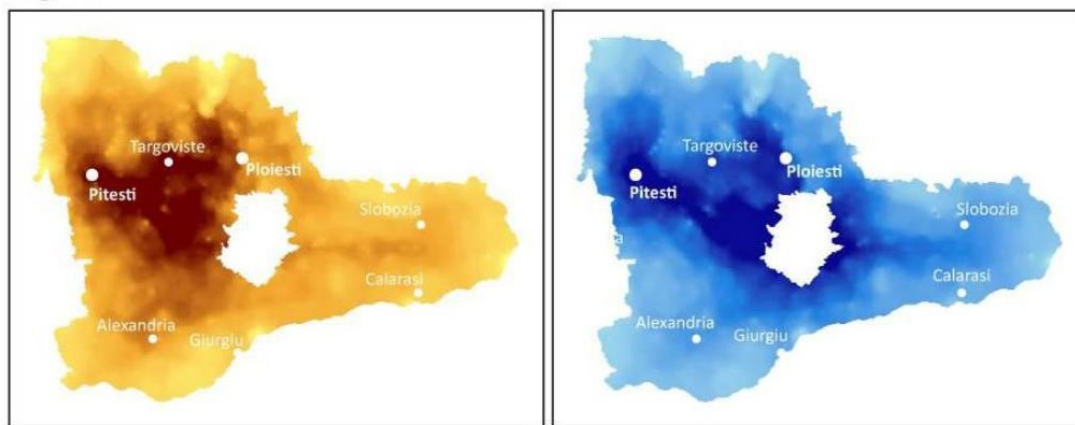 Targoviste
Ploiesti
Pitesti
Slobozia
Calarasi
Alexandria
Giurgiu
Targoviste
Ploiesti
Pitesti
a
Slobozia
Calarasi
Alexandria
Giurgiu